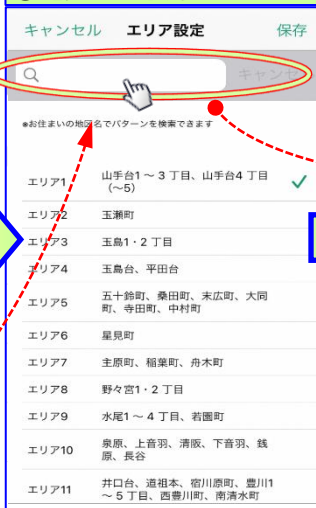 キャンセル エリア設定 保存
キャンセ
※お住まいの地区名でパターンを検索できます
エリア1 山手台1～3丁目、山手台4丁目
（～5）
エリア2 玉瀬町
エリア3 玉島1・2丁目
エリア4 玉島台、平田台
エリア5 五十鈴町、桑田町、末広町、大同
町、寺田町、中村町
エリア6 星見町
エリア7 主原町、稲葉町、舟木町
エリア8 野々宮1・2丁目
エリア9 水尾1～4丁目、若園町
エリア10 泉原、上音羽、清阪、下音羽、銭
原、長谷
エリア11 井口台、道祖本、宿川原町、豊川1
～5丁目、西豊川町、南清水町